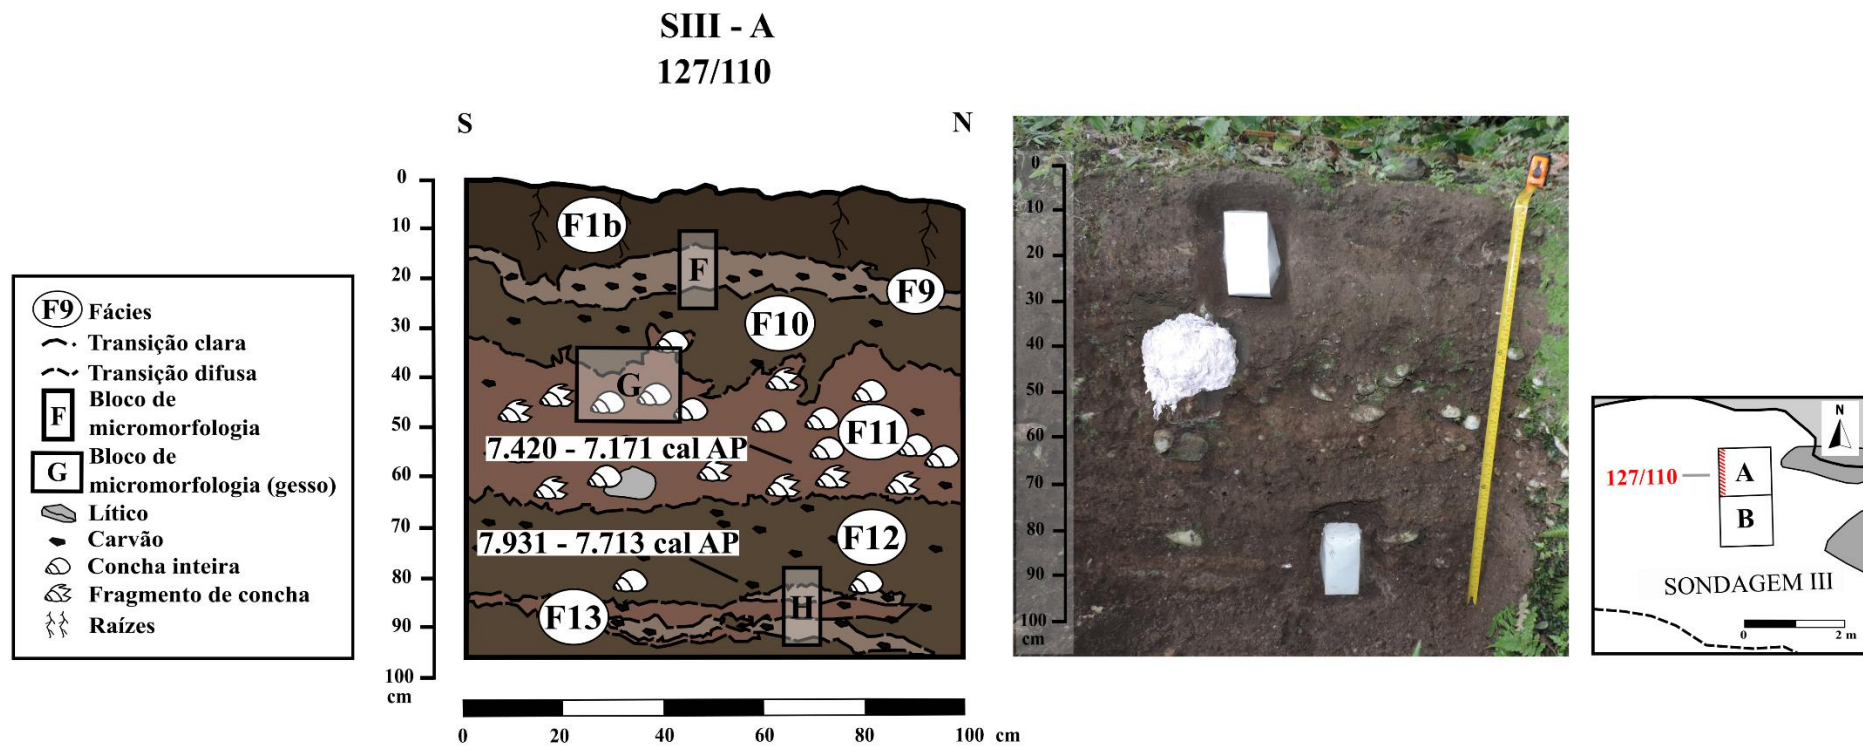 SIII - A
127/110
S
N
0
10
20
30
40
50
60
70
80
90
100
cm
F1b
F
F9
F10
G
F11
7.420 - 7.171 cal AP
F12
7.931 - 7.713 cal AP
F13
H
0
20
40
60
80
100 cm
F9 Fácies
Transição clara
Transição difusa
F Bloco de
micromorfologia
G Bloco de
micromorfologia (gesso)
Lítico
Carvão
Concha inteira
Fragmento de concha
Raízes
0
10
20
30
40
50
60
70
80
90
100
cm
N
127/110
A
B
SONDAGEM III
0
2 m